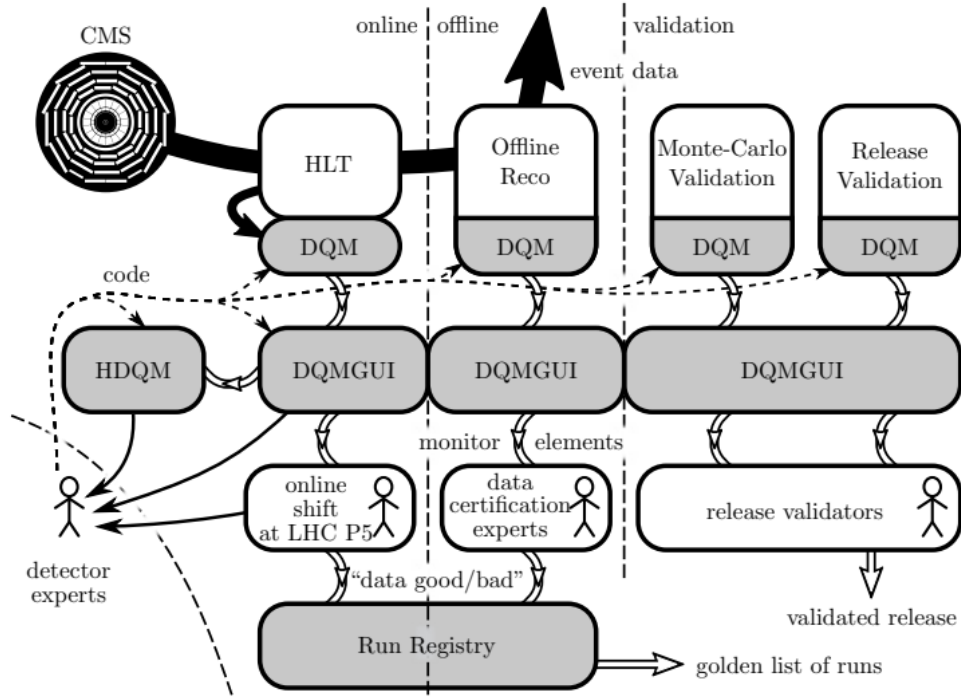 CMS
online
offline
validation
event data
HLT
Offline
Reco
Monte-Carlo
Validation
Release
Validation
DQM
DQM
DQM
DQM
code
HDQM
DQMGUI
DQMGUI
DQMGUI
monitor
elements
online
shift
at LHC P5
data
certification
experts
release validators
detector
experts
“data good/bad”
validated release
Run Registry
golden list of runs